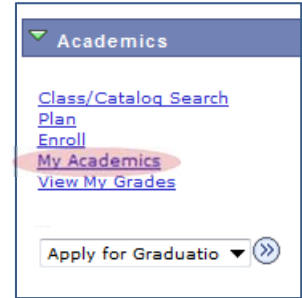 Academics
Class/Catalog Search
Plan
Enroll
My Academics
View My Grades
Apply for Graduatio